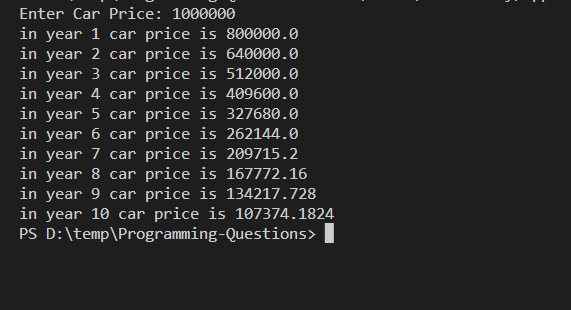 Enter Car Price: 1000000
in year 1 car price is 800000.0
in year 2 car price is 640000.0
in year 3 car price is 512000.0
in year 4 car price is 409600.0
in year 5 car price is 327680.0
in year 6 car price is 262144.0
in year 7 car price is 209715.2
in year 8 car price is 167772.16
in year 9 car price is 134217.728
in year 10 car price is 107374.1824
PS D:\temp\Programming-Questions>